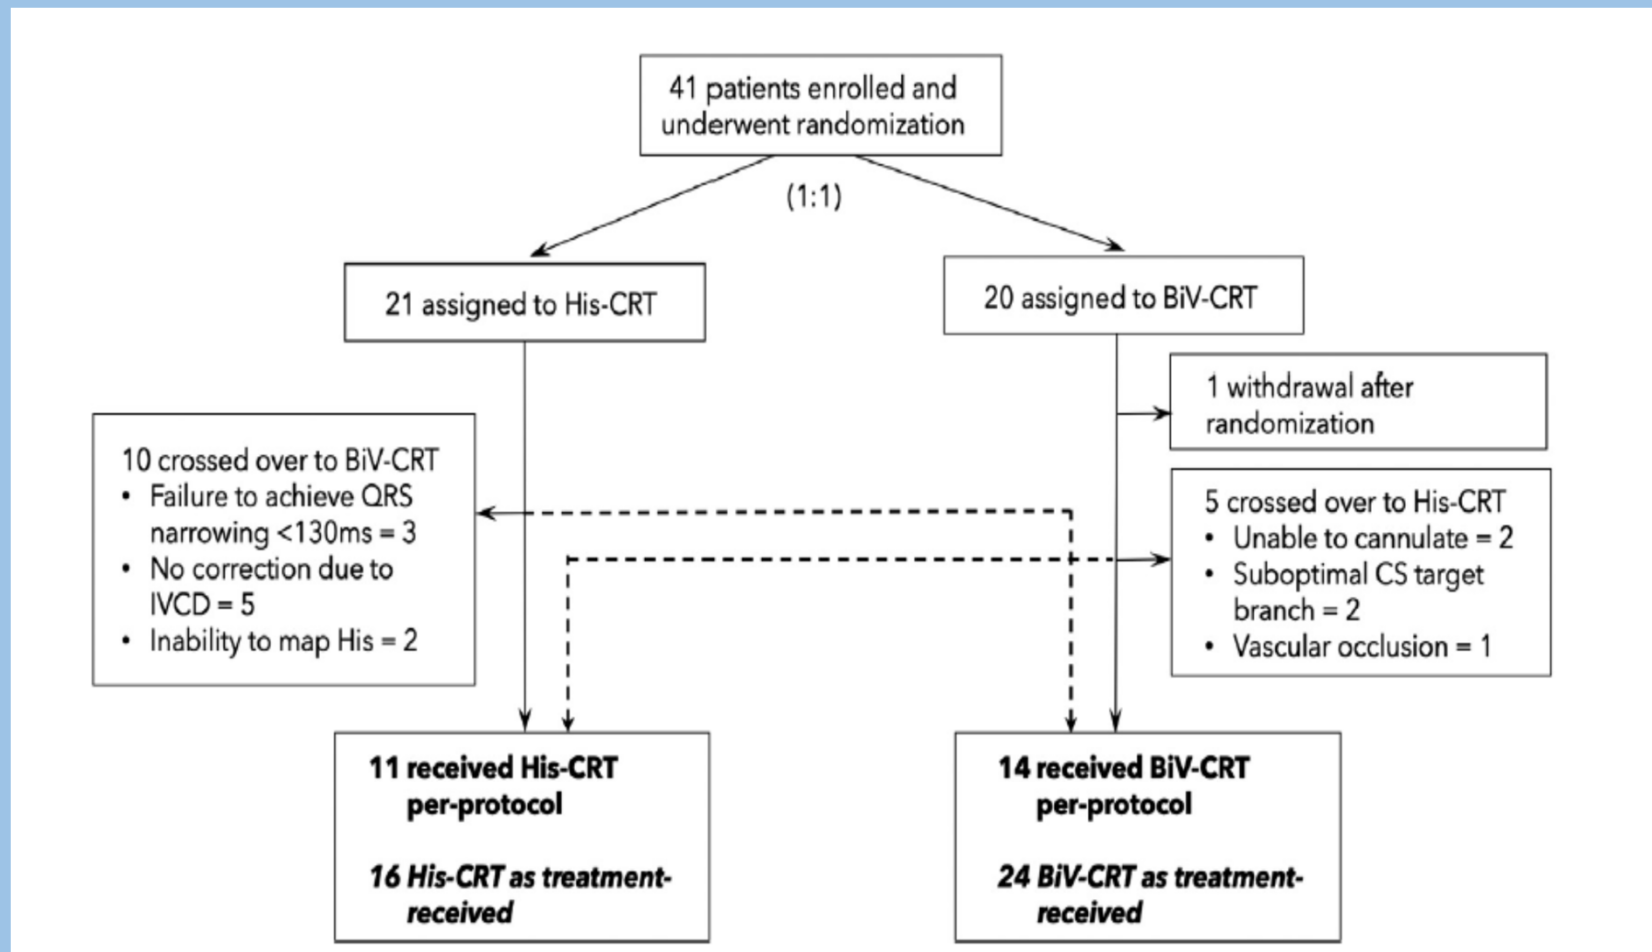 41 patients enrolled and
underwent randomization
(1:1)
21 assigned to His-CRT
20 assigned to BiV-CRT
1 withdrawal after
randomization
10 crossed over to BiV-CRT
• Failure to achieve QRS
narrowing <130ms = 3
• No correction due to
IVCD = 5
• Inability to map His = 2
5 crossed over to His-CRT
• Unable to cannulate = 2
• Suboptimal CS target
branch = 2
• Vascular occlusion = 1
11 received His-CRT
per-protocol
16 His-CRT as treatment-
received
14 received BiV-CRT
per-protocol
24 BiV-CRT as treatment-
received